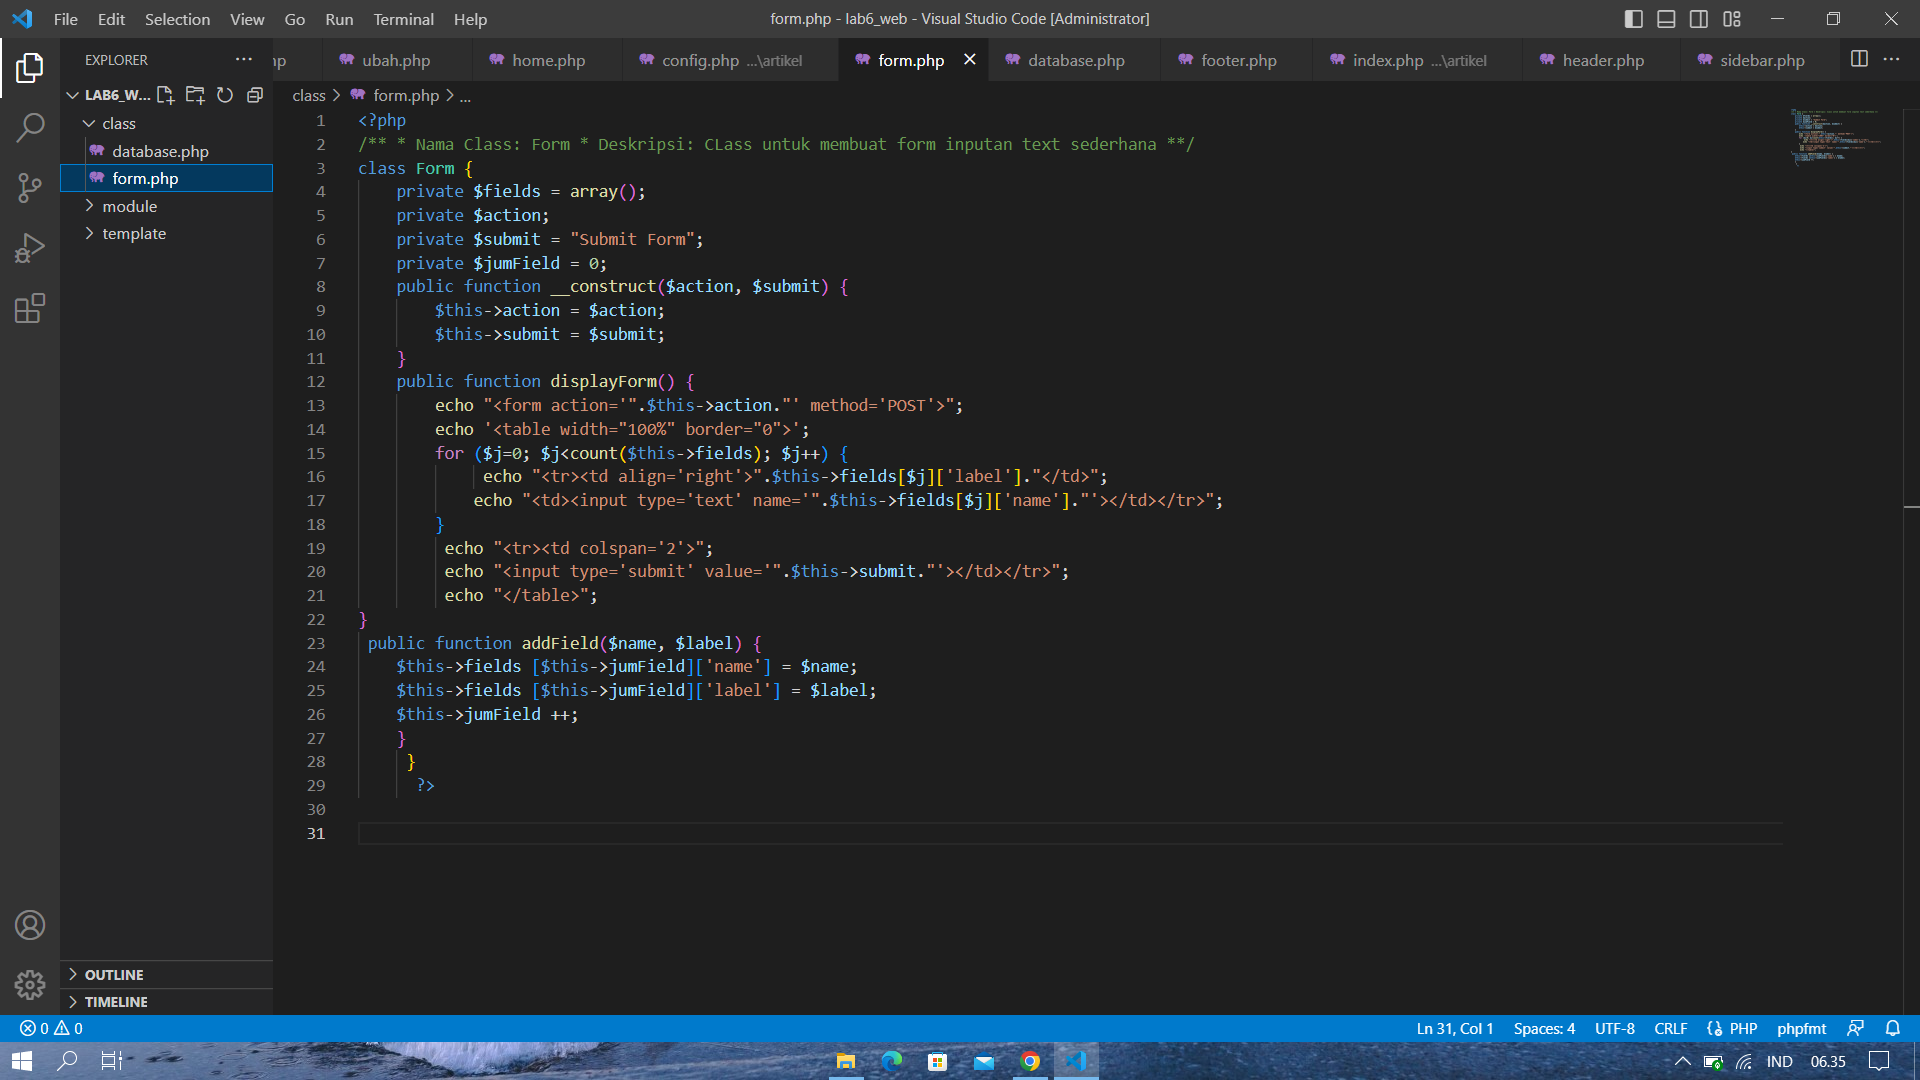 File Edit Selection View Go Run Terminal Help
form.php - lab6_web - Visual Studio Code [Administrator]
EXPLORER
ubah.php home.php config.php ...\artikel form.php database.php footer.php index.php ...\artikel header.php sidebar.php
LAB6_W...
class
database.php
form.php
module
template
OUTLINE
TIMELINE
class > form.php > ...
1 <?php
2 /** * Nama Class: Form * Deskripsi: CLass untuk membuat form inputan text sederhana **/
3 class Form {
4 private $fields = array();
5 private $action;
6 private $submit = "Submit Form";
7 private $jumField = 0;
8 public function __construct($action, $submit) {
9 $this->action = $action;
10 $this->submit = $submit;
11 }
12 public function displayForm() {
13 echo "<form action='".$this->action."' method='POST'>";
14 echo '<table width="100%" border="0">';
15 for ($j=0; $j<count($this->fields); $j++) {
16 echo "<tr><td align='right'>".$this->fields[$j]['label']."</td>";
17 echo "<td><input type='text' name='".$this->fields[$j]['name']."'></td></tr>";
18 }
19 echo "<tr><td colspan='2'>";
20 echo "<input type='submit' value='".$this->submit."'></td></tr>";
21 echo "</table>";
22 }
23 public function addField($name, $label) {
24 $this->fields [$this->jumField]['name'] = $name;
25 $this->fields [$this->jumField]['label'] = $label;
26 $this->jumField ++;
27 }
28 }
29 ?>
30
31
0 0
Ln 31, Col 1 Spaces: 4 UTF-8 CRLF PHP phpfmt
IND 06.35